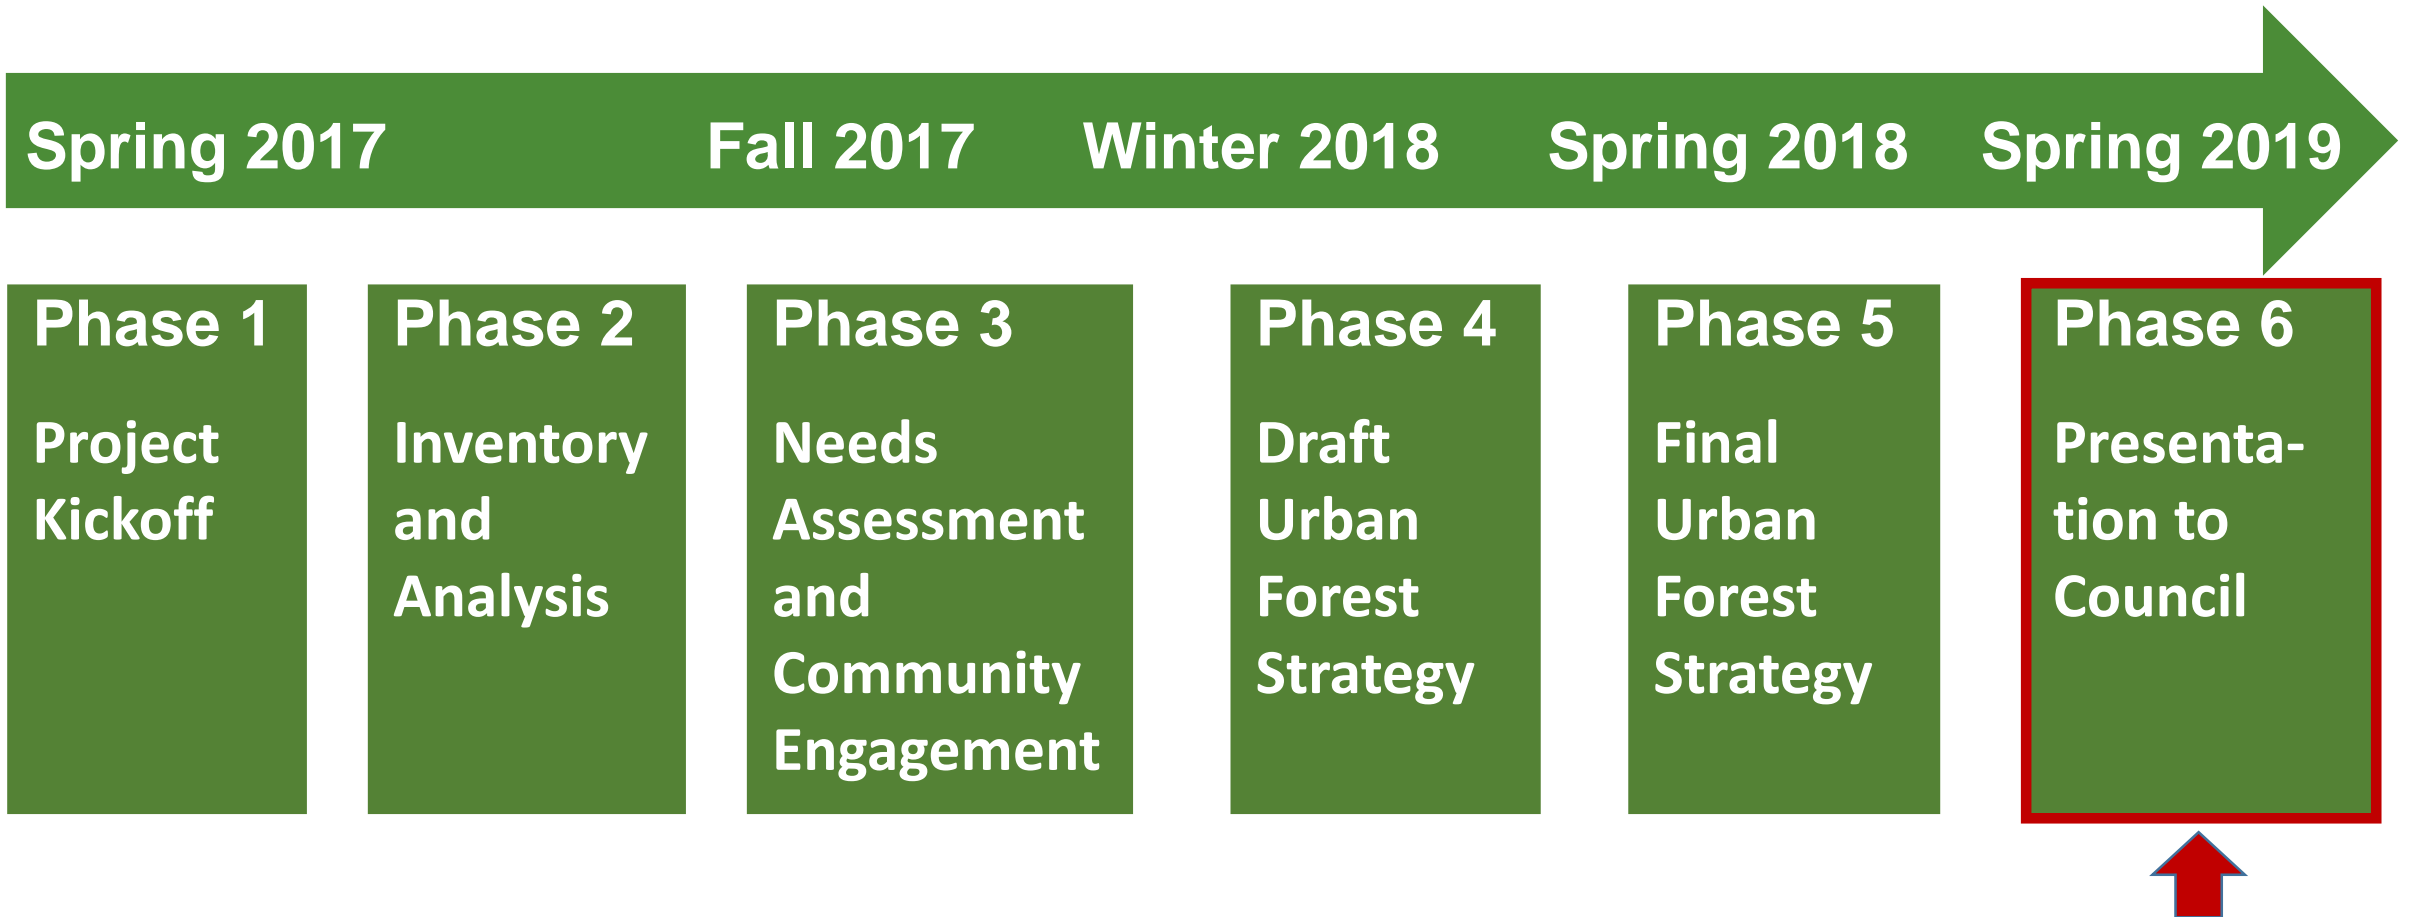 Spring 2017
Fall 2017
Winter 2018
Spring 2018
Spring 2019
Phase 1
Project
Kickoff
Phase 2
Inventory
and
Analysis
Phase 3
Needs
Assessment
and
Community
Engagement
Phase 4
Draft
Urban
Forest
Strategy
Phase 5
Final
Urban
Forest
Strategy
Phase 6
Presenta-
tion to
Council